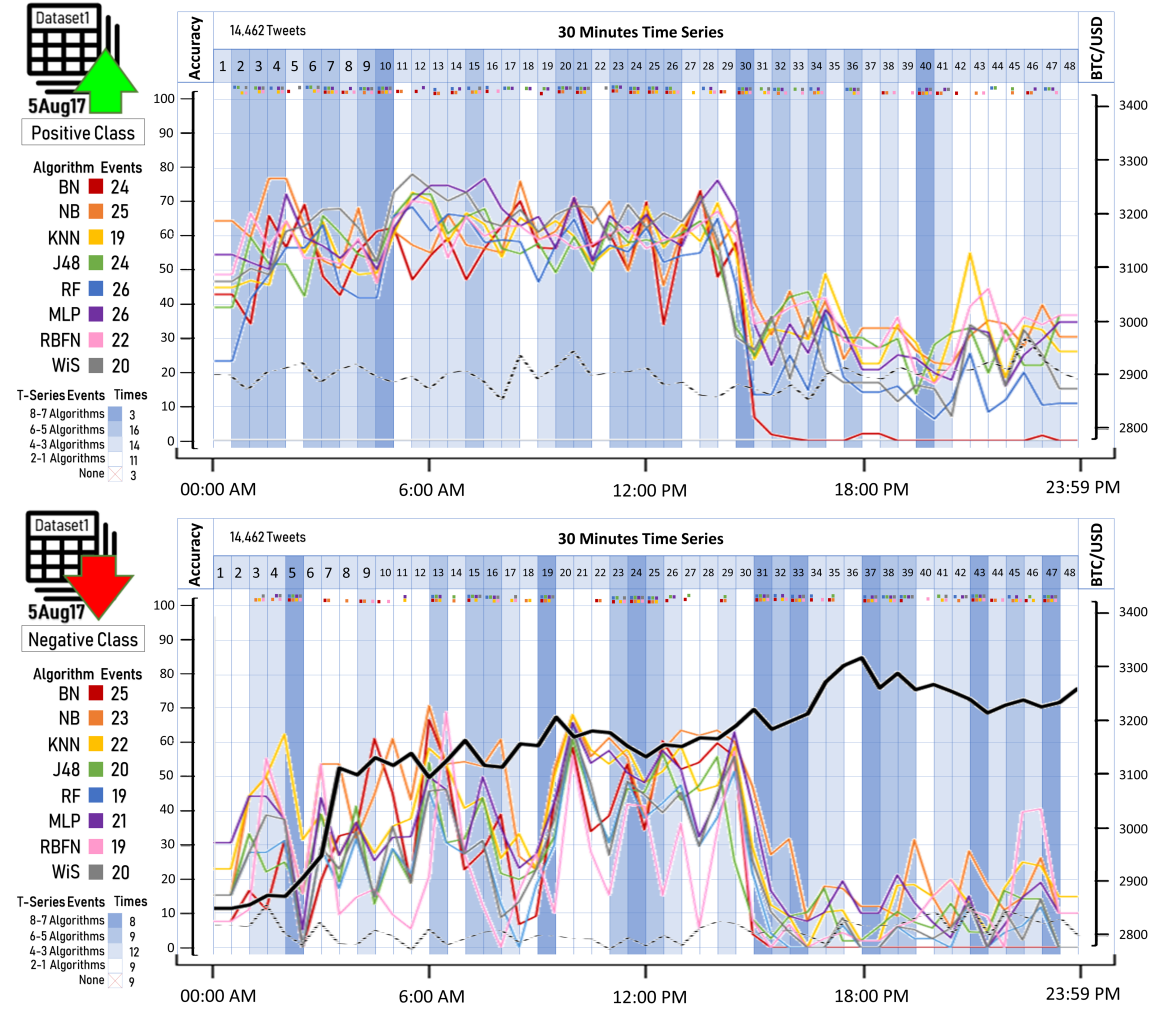 Dataset1
5Aug17
Positive Class
Algorithm Events
BN 24
NB 25
KNN 19
J48 24
RF 26
MLP 26
RBFN 22
WiS 20
T-Series Events Times
8-7 Algorithms 3
6-5 Algorithms 16
4-3 Algorithms 14
2-1 Algorithms 11
None 3
Accuracy
14,462 Tweets
30 Minutes Time Series
BTC/USD
1 2 3 4 5 6 7 8 9 10 11 12 13 14 15 16 17 18 19 20 21 22 23 24 25 26 27 28 29 30 31 32 33 34 35 36 37 38 39 40 41 42 43 44 45 46 47 48
100
90
80
70
60
50
40
30
20
10
0
3400
3300
3200
3100
3000
2900
2800
00:00 AM 6:00 AM 12:00 PM 18:00 PM 23:59 PM
Dataset1
5Aug17
Negative Class
Algorithm Events
BN 25
NB 23
KNN 22
J48 20
RF 19
MLP 21
RBFN 19
WiS 20
T-Series Events Times
8-7 Algorithms 8
6-5 Algorithms 9
4-3 Algorithms 12
2-1 Algorithms 9
None 9
Accuracy
14,462 Tweets
30 Minutes Time Series
BTC/USD
1 2 3 4 5 6 7 8 9 10 11 12 13 14 15 16 17 18 19 20 21 22 23 24 25 26 27 28 29 30 31 32 33 34 35 36 37 38 39 40 41 42 43 44 45 46 47 48
100
90
80
70
60
50
40
30
20
10
0
3400
3300
3200
3100
3000
2900
2800
00:00 AM 6:00 AM 12:00 PM 18:00 PM 23:59 PM